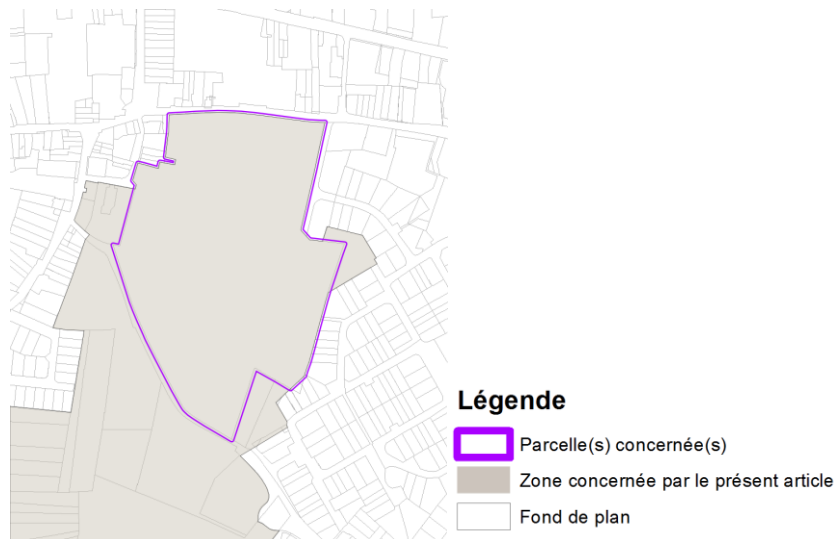 Légende
Parcelle(s) concernée(s)
Zone concernée par le présent article
Fond de plan